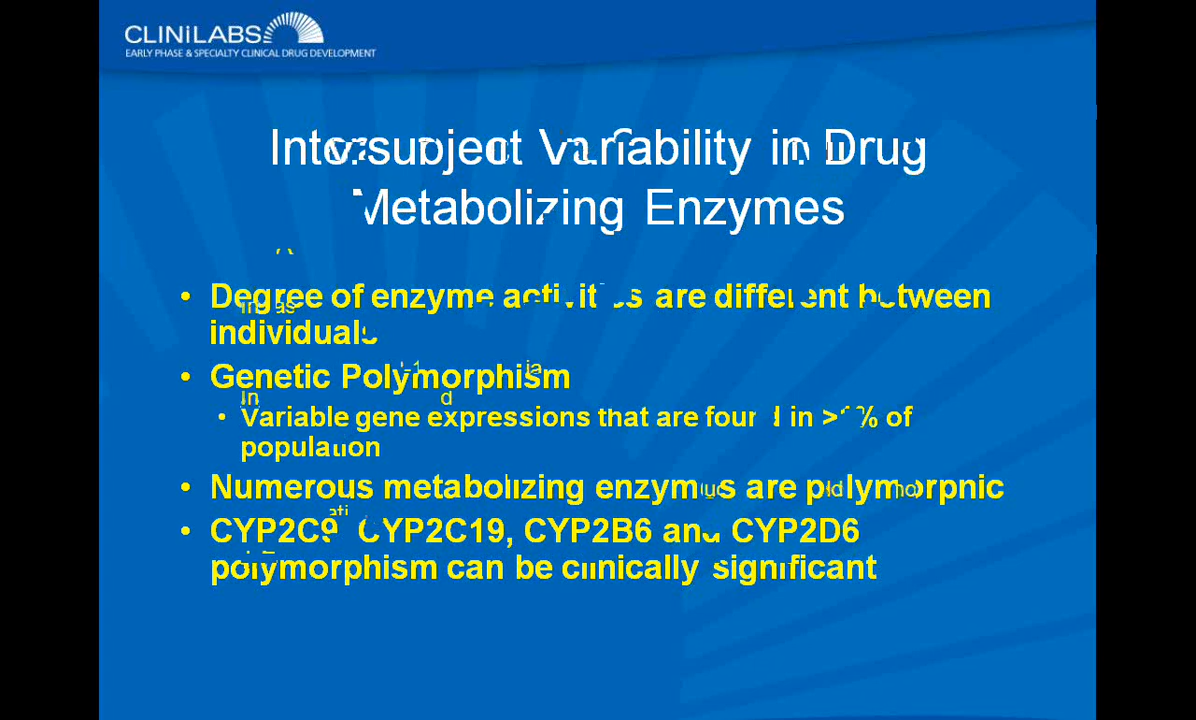 CLINILABS
EARLY PHASE & SPECIALTY CLINICAL DRUG DEVELOPMENT
Intersubject Variability in Drug
Metabolizing Enzymes
• Degree of enzyme activities are different between
individuals
• Genetic Polymorphism
• Variable gene expressions that are found in >1% of
population
• Numerous metabolizing enzymes are polymorphic
• CYP2C9, CYP2C19, CYP2B6 and CYP2D6
polymorphism can be clinically significant